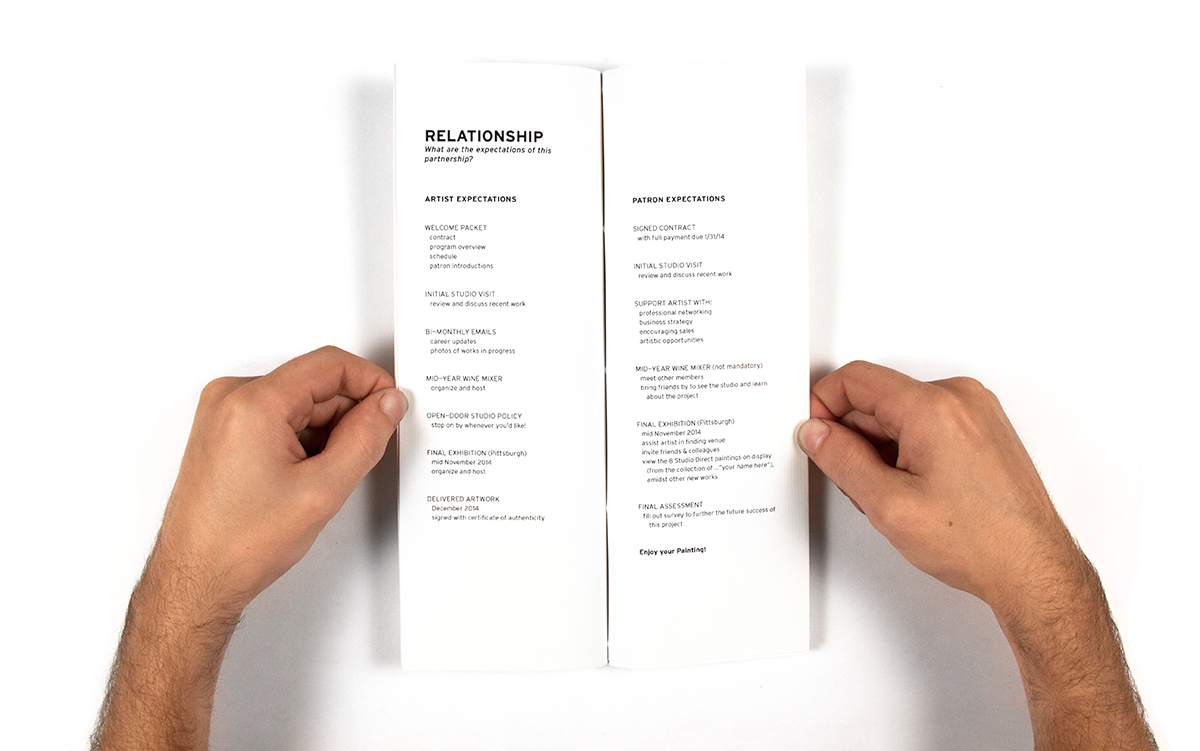 RELATIONSHIP
What are the expectations of this
partnership?
ARTIST EXPECTATIONS
WELCOME PACKET
contract
program overview
schedule
patron introductions
INITIAL STUDIO VISIT
review and discuss recent work
BI-MONTHLY EMAILS
career updates
photos of works in progress
MID-YEAR WINE MIXER
organize and host
OPEN-DOOR STUDIO POLICY
stop on by whenever you'd like!
FINAL EXHIBITION (Pittsburgh)
mid November 2014
organize and host
DELIVERED ARTWORK
December 2014
signed with certificate of authenticity
PATRON EXPECTATIONS
SIGNED CONTRACT
with full payment due 1/31/14
INITIAL STUDIO VISIT
review and discuss recent work
SUPPORT ARTIST WITH:
professional networking
business strategy
encouraging sales
artistic opportunities
MID-YEAR WINE MIXER (not mandatory)
meet other members
bring friends by to see the studio and learn
about the project
FINAL EXHIBITION (Pittsburgh)
mid November 2014
assist artist in finding venue
invite friends & colleagues
view the 8 Studio Direct paintings on display
(from the collection of ..."your name here"),
amidst other new works
FINAL ASSESSMENT
fill out survey to further the future success of
this project
Enjoy your Painting!